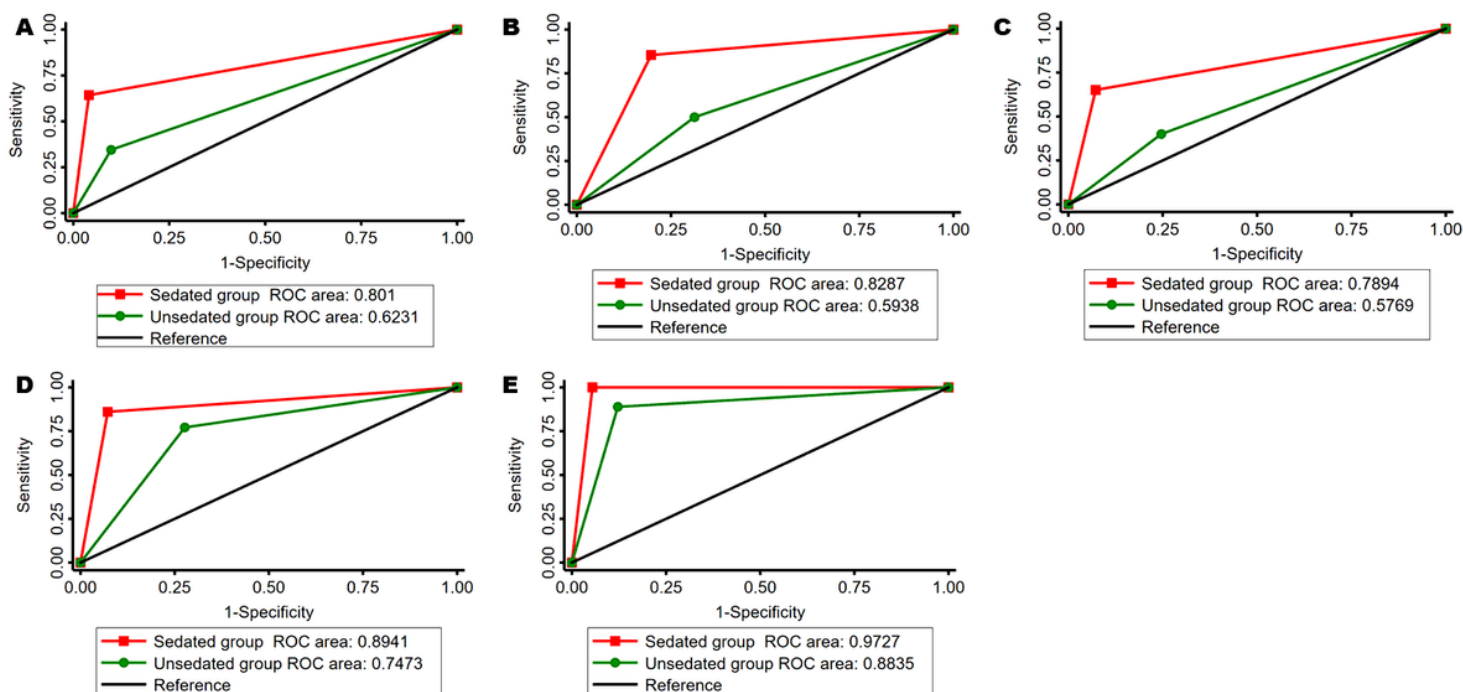 A
Sensitivity
1.00
0.75
0.50
0.25
0.00
0.00 0.25 0.50 0.75 1.00
1-Specificity
Sedated group ROC area: 0.801
Unsedated group ROC area: 0.6231
Reference
B
Sensitivity
1.00
0.75
0.50
0.25
0.00
0.00 0.25 0.50 0.75 1.00
1-Specificity
Sedated group ROC area: 0.8287
Unsedated group ROC area: 0.5938
Reference
C
Sensitivity
1.00
0.75
0.50
0.25
0.00
0.00 0.25 0.50 0.75 1.00
1-Specificity
Sedated group ROC area: 0.7894
Unsedated group ROC area: 0.5769
Reference
D
Sensitivity
1.00
0.75
0.50
0.25
0.00
0.00 0.25 0.50 0.75 1.00
1-Specificity
Sedated group ROC area: 0.8941
Unsedated group ROC area: 0.7473
Reference
E
Sensitivity
1.00
0.75
0.50
0.25
0.00
0.00 0.25 0.50 0.75 1.00
1-Specificity
Sedated group ROC area: 0.9727
Unsedated group ROC area: 0.8835
Reference